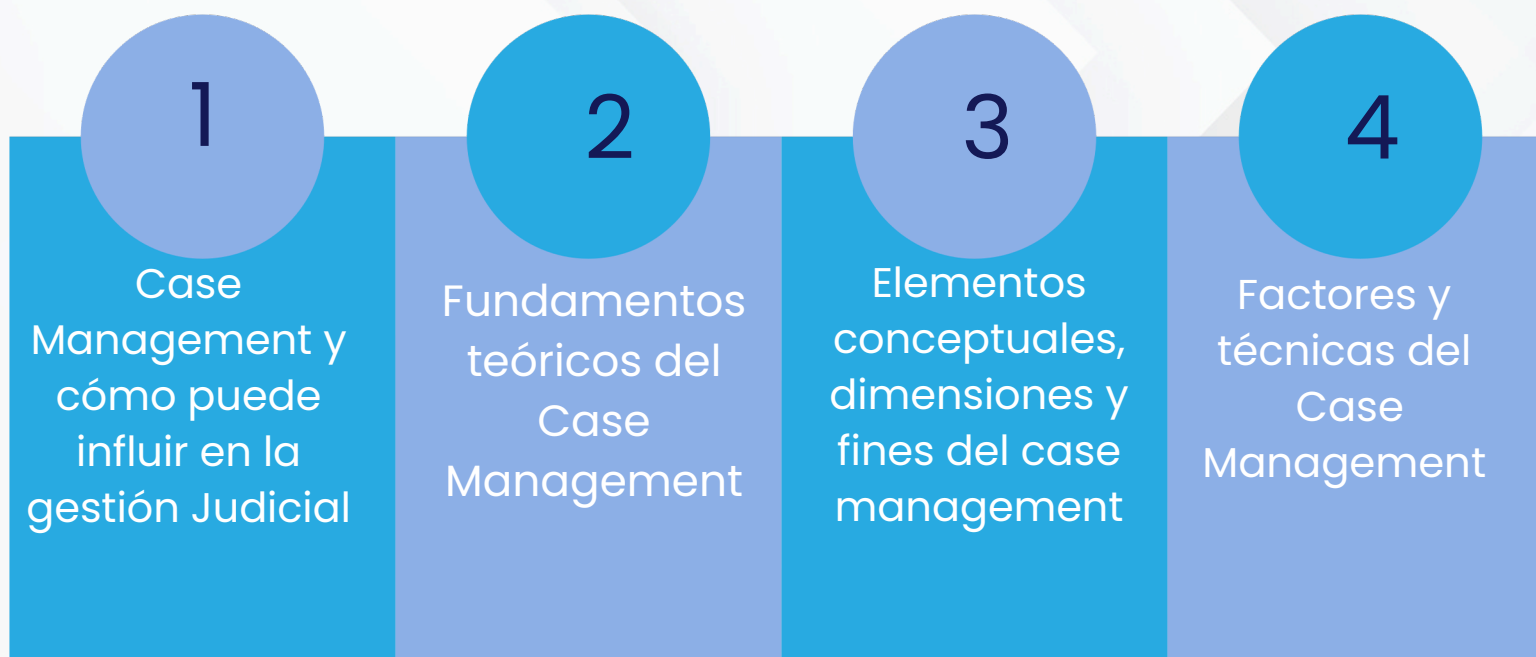 1
Case
Management y
cómo puede
influir en la
gestión Judicial
2
Fundamentos
teóricos del
Case
Management
3
Elementos
conceptuales,
dimensiones y
fines del case
management
4
Factores y
técnicas del
Case
Management